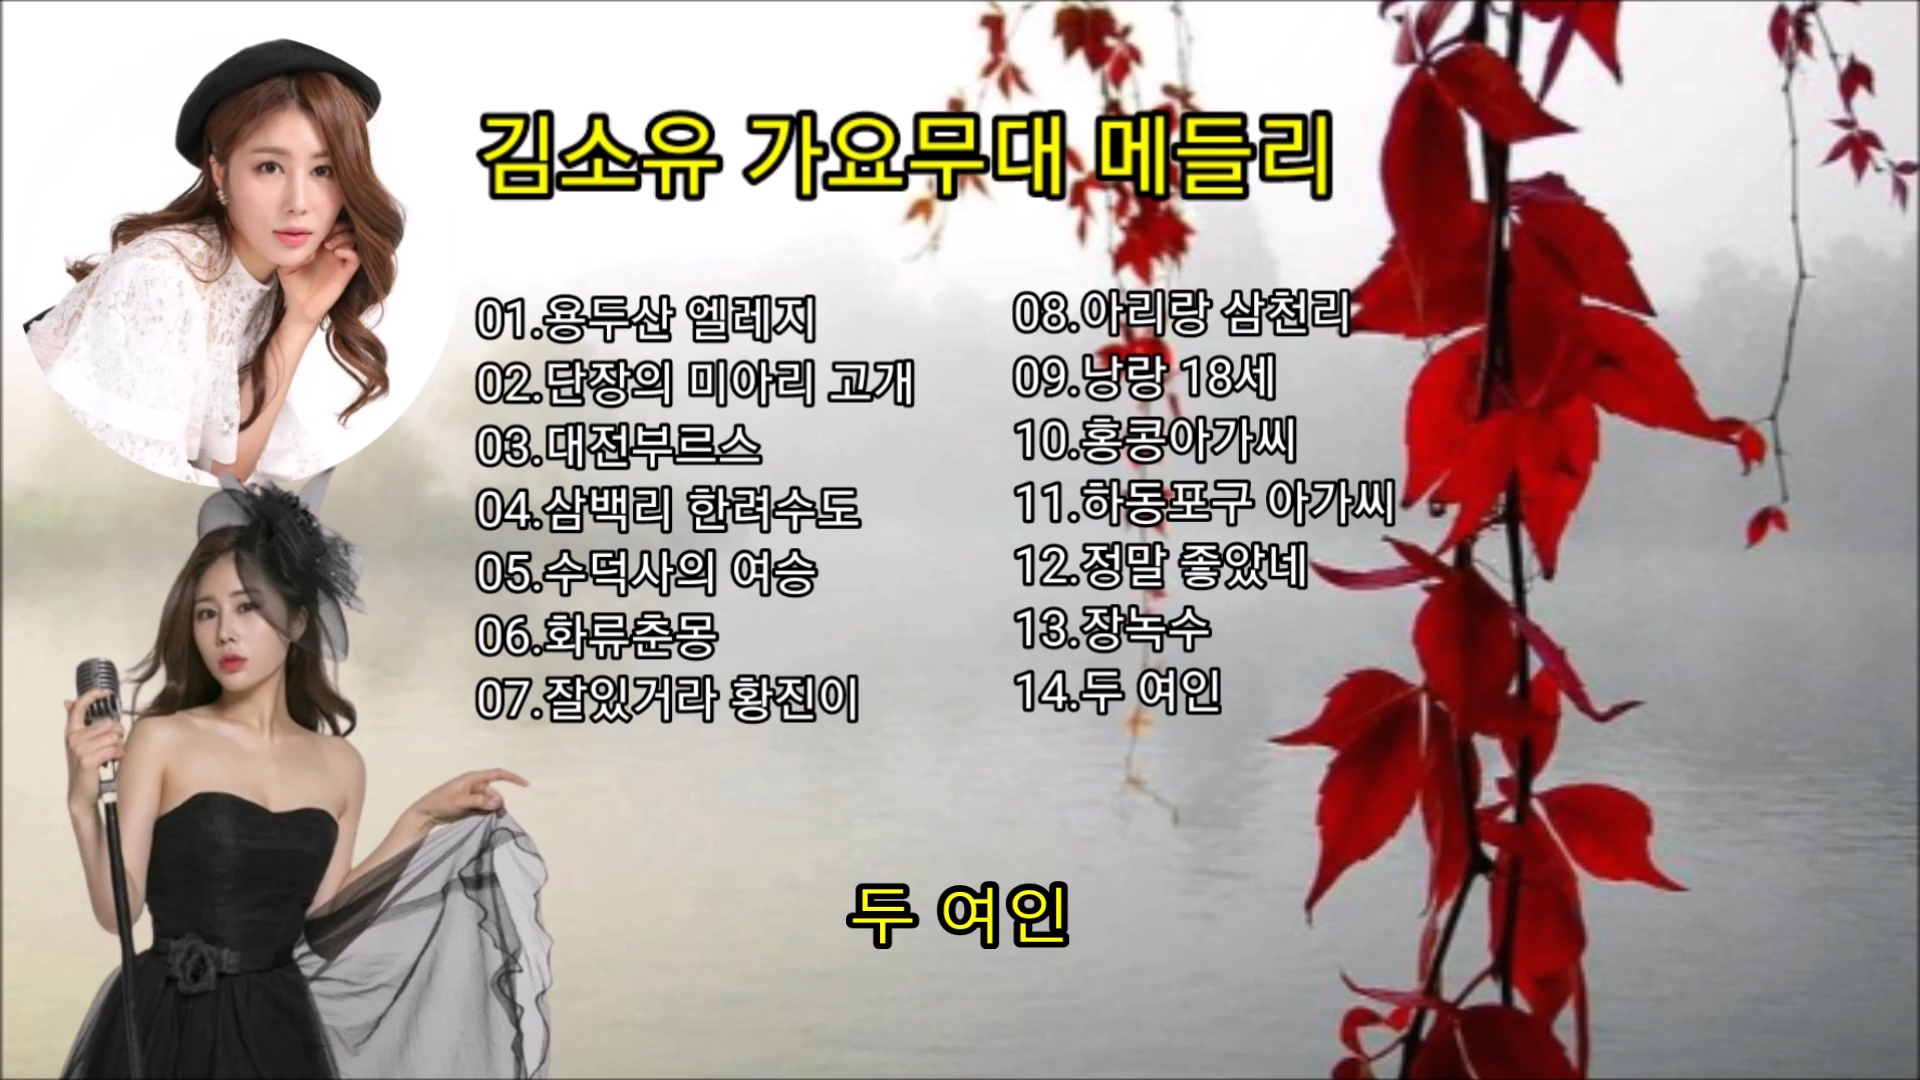 김소유 가요무대 메들리
01.용두산 엘레지
02.단장의 미아리 고개
03.대전부르스
04.삼백리 한려수도
05.수덕사의 여승
06.화류춘몽
07.잘있거라 황진이
08.아리랑 삼천리
09.낭랑 18세
10.홍콩아가씨
11.하동포구 아가씨
12.정말 좋았네
13.장녹수
14.두 여인
두 여인